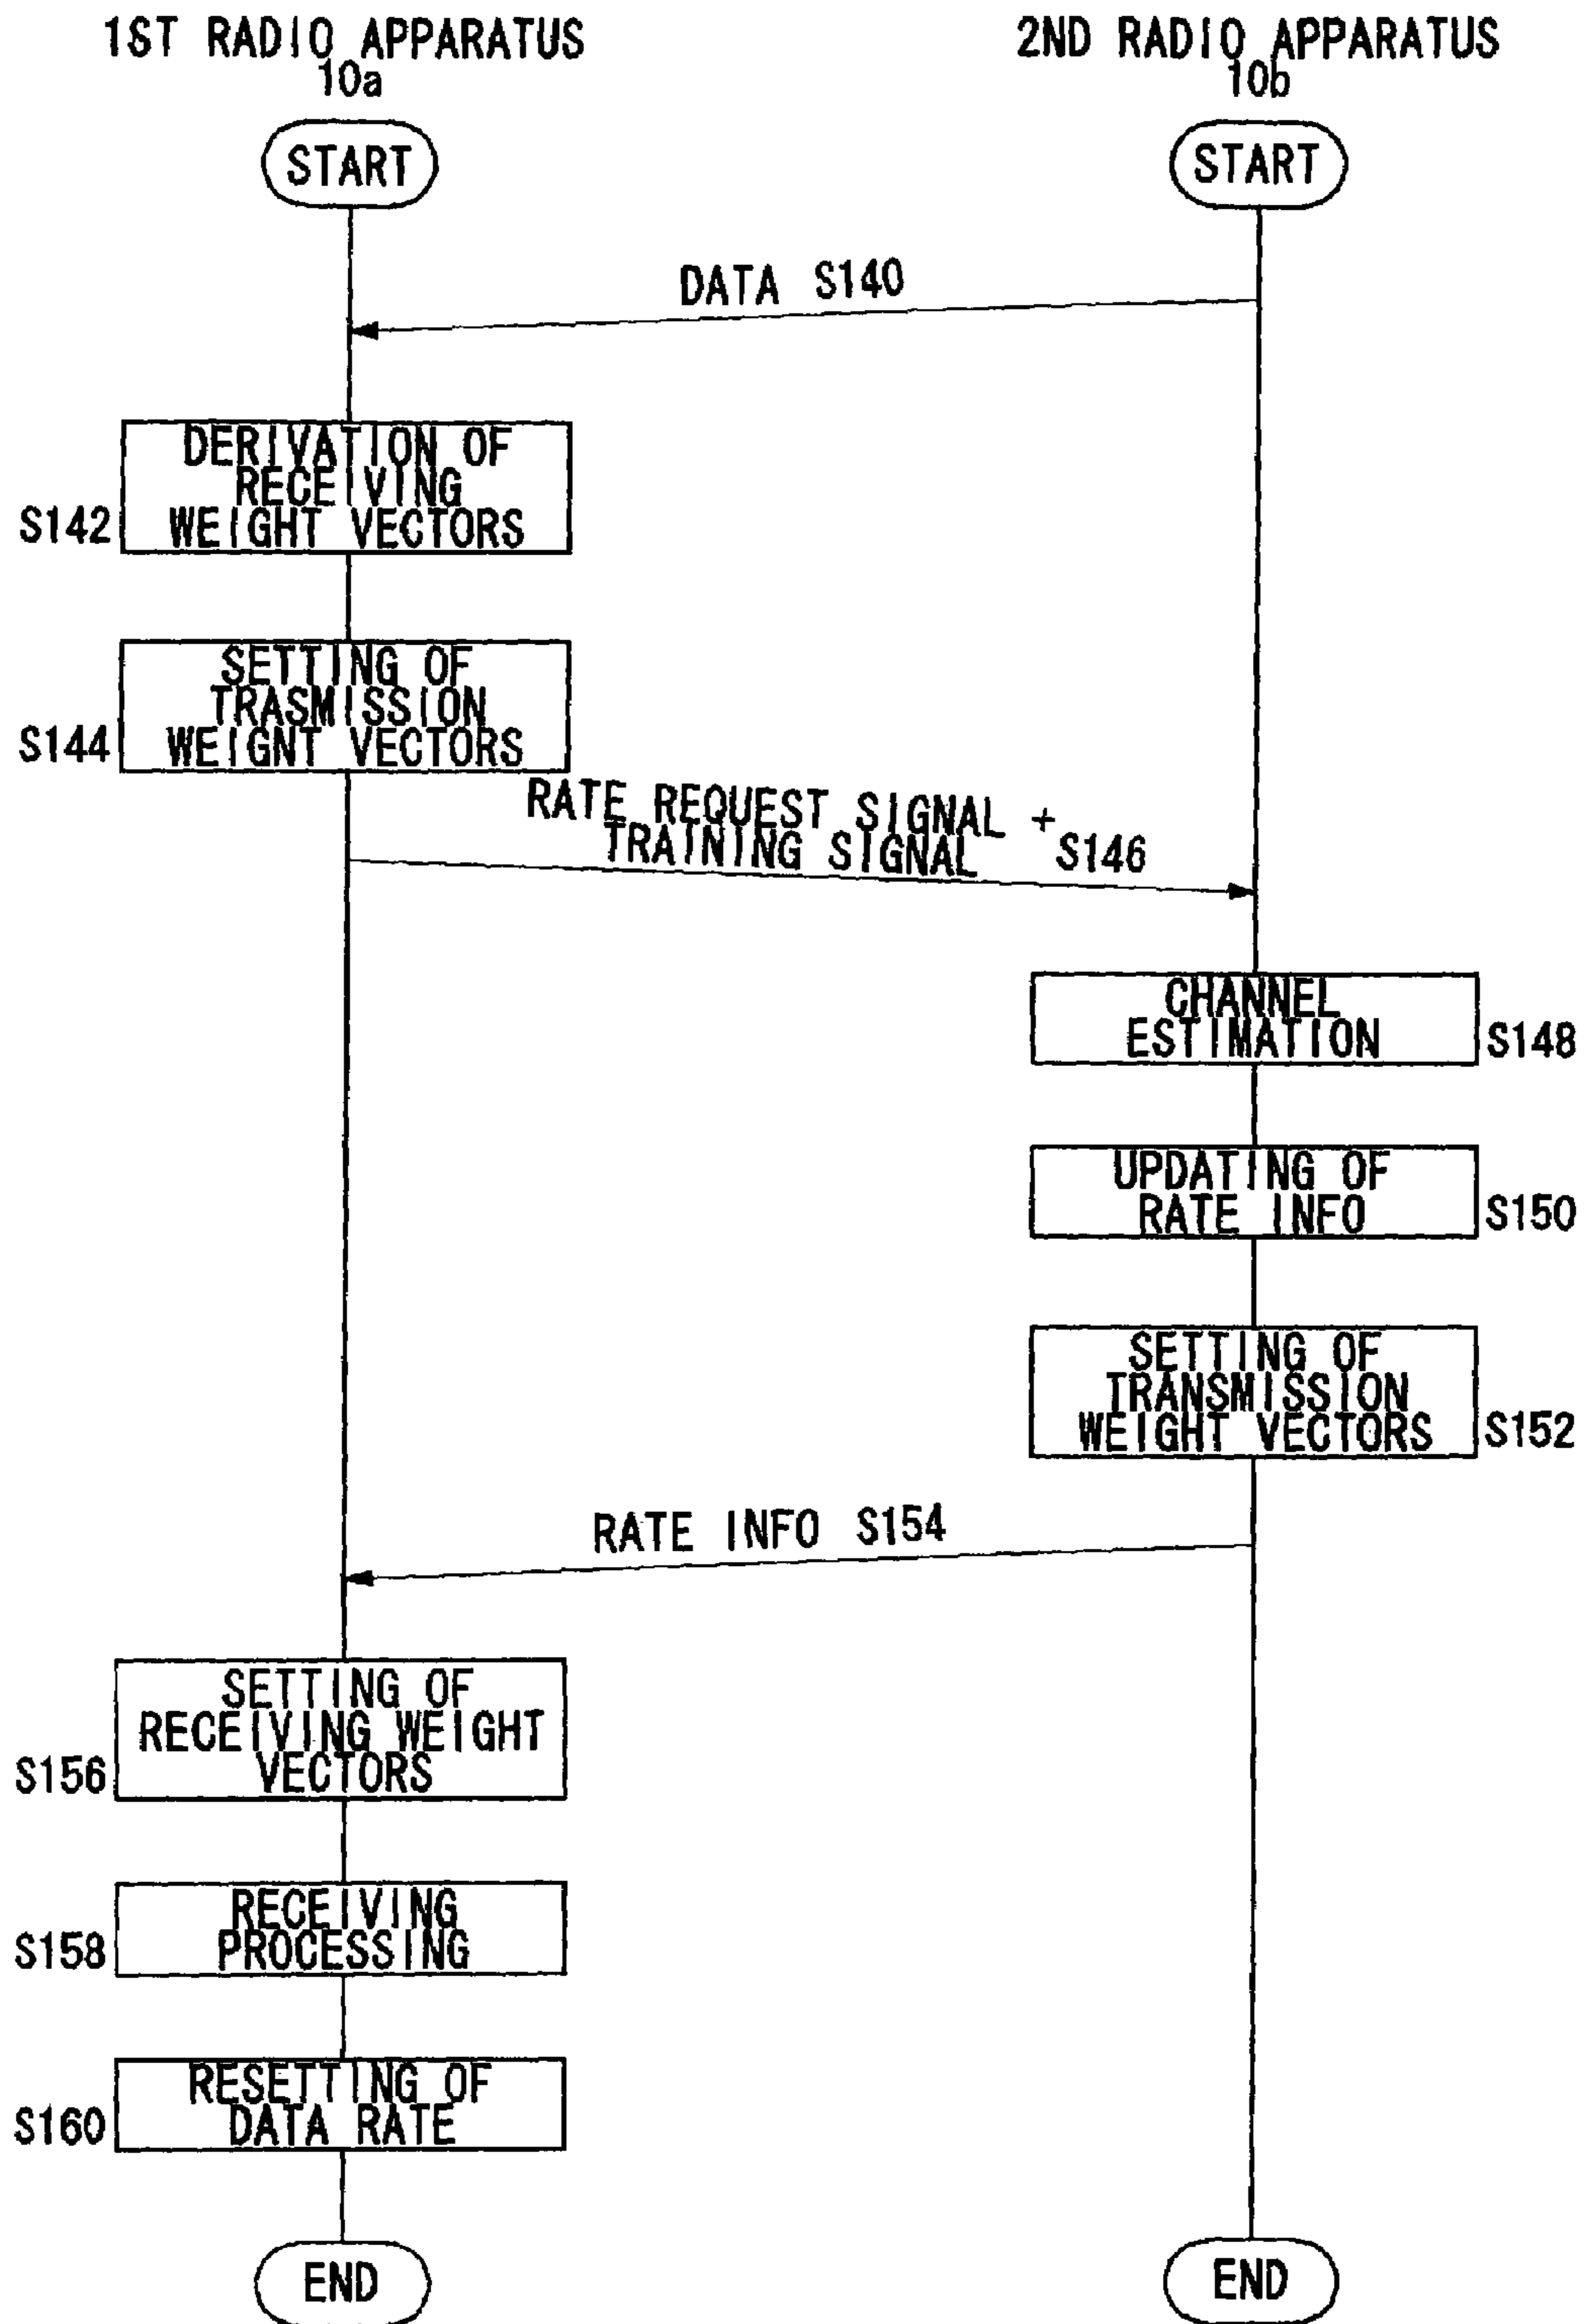 1ST RADIO APPARATUS
10a
2ND RADIO APPARATUS
10b
START
START
DATA S140
DERIVATION OF
RECEIVING
WEIGHT VECTORS
S142
SETTING OF
TRASMISSION
WEIGNT VECTORS
S144
RATE REQUEST SIGNAL +
TRAINING SIGNAL
S146
CHANNEL
ESTIMATION
S148
UPDATING OF
RATE INFO
S150
SETTING OF
TRANSMISSION
WEIGHT VECTORS
S152
RATE INFO S154
SETTING OF
RECEIVING WEIGHT
VECTORS
S156
RECEIVING
PROCESSING
S158
RESETTING OF
DATA RATE
S160
END
END